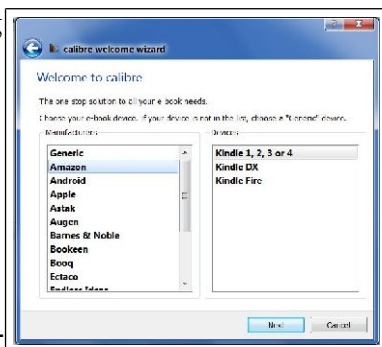 calibre welcome wizard
Welcome to calibre
The one stop solution to all your e-book needs.
Choose your e-book device. If your device is not in the list, choose a "Generic" device.
Manufacturers
Devices
Generic
Amazon
Android
Apple
Astak
Augen
Barnes & Noble
Bookeen
Booq
Ectaco
Endless Ideas
Kindle 1, 2, 3 or 4
Kindle DX
Kindle Fire
Next
Cancel